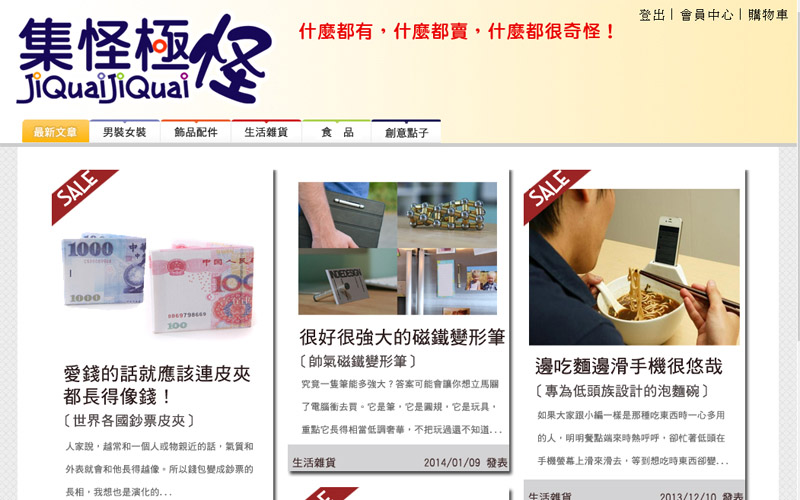 登出 | 會員中心 | 購物車
集怪極怪
JiQuaiJiQuai
什麼都有，什麼都賣，什麼都很奇怪！
最新文章 男裝女裝 飾品配件 生活雜貨 食 品 創意點子
SALE
1000
1000
中國人民
100
100
愛錢的話就應該連皮夾
都長得像錢！
〔世界各國鈔票皮夾〕
人家說，越常和一個人或物親近的話，氣質和
外表就會和他長得越像。所以錢包變成鈔票的
長相，我想也是演化的...
INDEDESIGN
很好很強大的磁鐵變形筆
〔帥氣磁鐵變形筆〕
究竟一隻筆能多強大？答案可能會讓你想立馬關
了電腦衝去買。它是筆，它是圓規，它是玩具，
重點它長得相當低調奢華，不把玩過還不知道...
生活雜貨 2014/01/09 發表
SALE
SALE
邊吃麵邊滑手機很悠哉
〔專為低頭族設計的泡麵碗〕
如果大家跟小編一樣是那種吃東西時一心多用
的人，明明餐點端來時熱呼呼，卻忙著低頭在
手機螢幕上滑來滑去，等到想吃時東西卻變...
生活雜貨 2013/12/10 發表